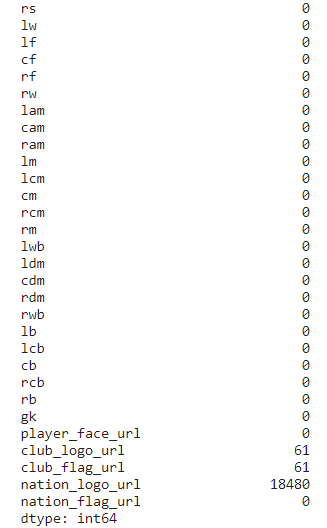 rs 0
lw 0
lf 0
cf 0
rf 0
rw 0
lam 0
cam 0
ram 0
lm 0
lcm 0
cm 0
rcm 0
rm 0
lwb 0
ldm 0
cdm 0
rdm 0
rwb 0
lb 0
lcb 0
cb 0
rcb 0
rb 0
gk 0
player_face_url 0
club_logo_url 61
club_flag_url 61
nation_logo_url 18480
nation_flag_url 0
dtype: int64